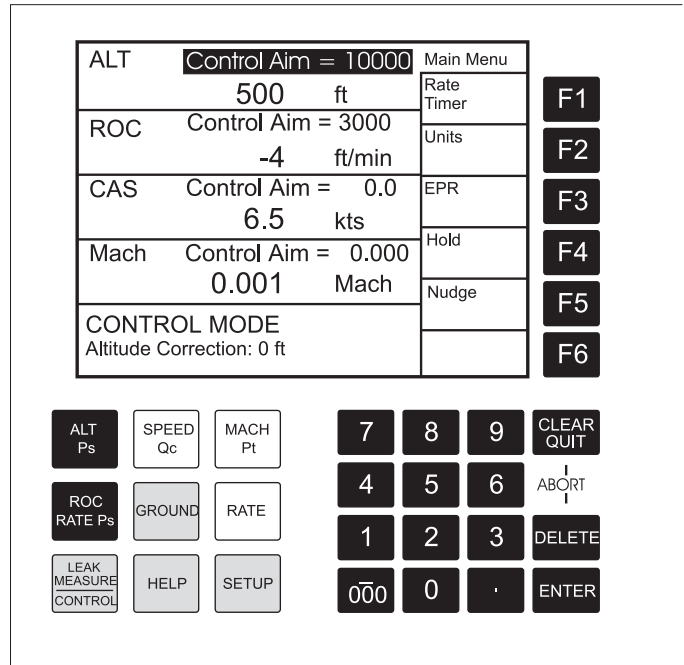 ALT Control Aim = 10000 Main Menu
500 ft
Rate
Timer
F1
ROC Control Aim = 3000
-4 ft/min
Units
F2
CAS Control Aim = 0.0
6.5 kts
EPR
F3
Mach Control Aim = 0.000
0.001 Mach
Hold
F4
CONTROL MODE
Altitude Correction: 0 ft
Nudge
F5
F6
ALT
Ps
SPEED
Qc
MACH
Pt
7 8 9
CLEAR
QUIT
ROC
RATE Ps
GROUND
RATE
4 5 6
ABORT
1 2 3
DELETE
LEAK
MEASURE
CONTROL
HELP
SETUP
000 0 .
ENTER